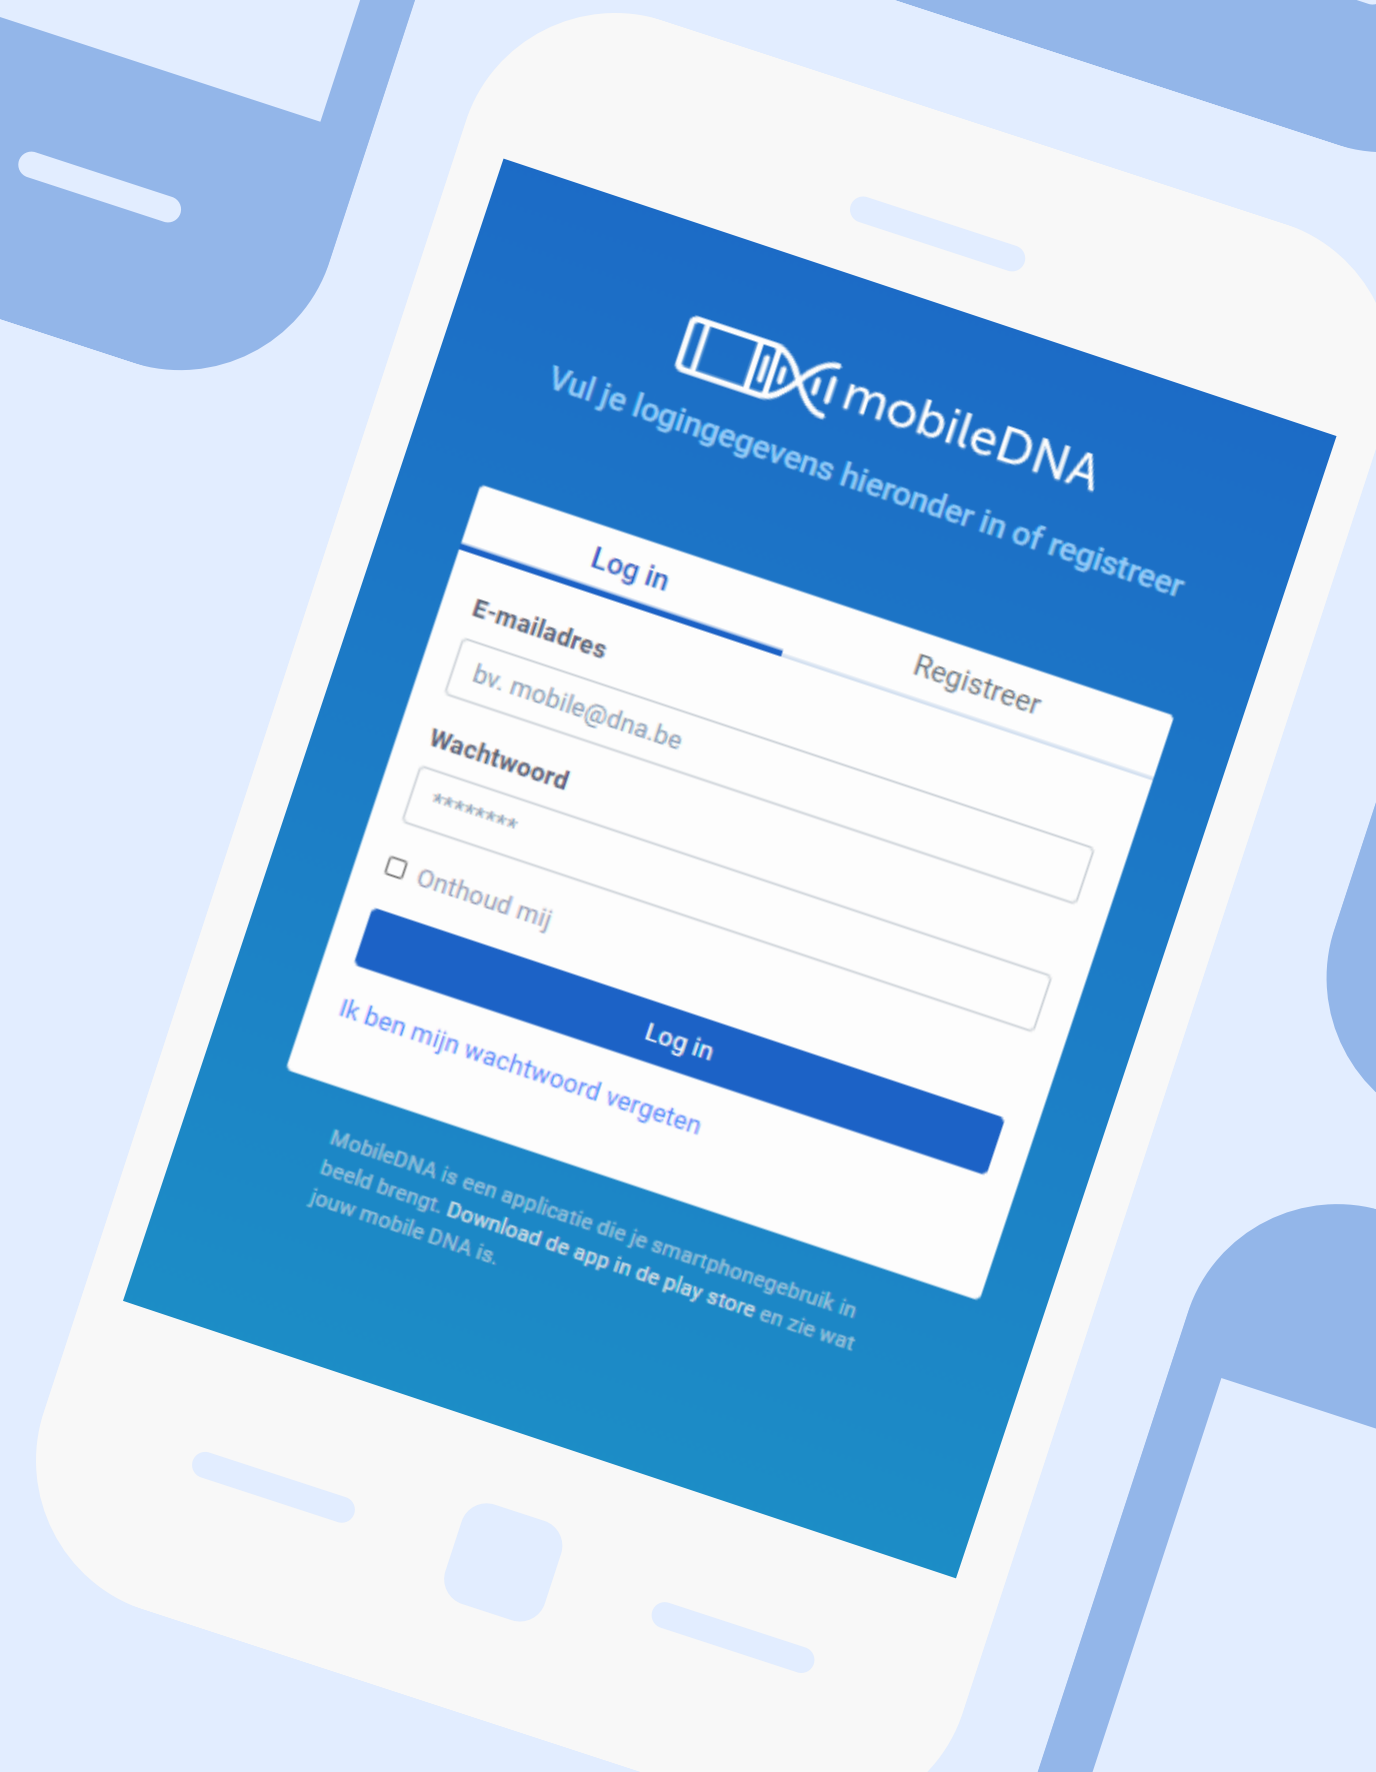 mobileDNA
Vul je logingegevens hieronder in of registreer
Log in
Registreer
E-mailadres
bv. mobile@dna.be
Wachtwoord
********
Onthoud mij
Log in
Ik ben mijn wachtwoord vergeten
MobileDNA is een applicatie die je smartphonegebruik in
beeld brengt. Download de app in de play store en zie wat
jouw mobile DNA is.